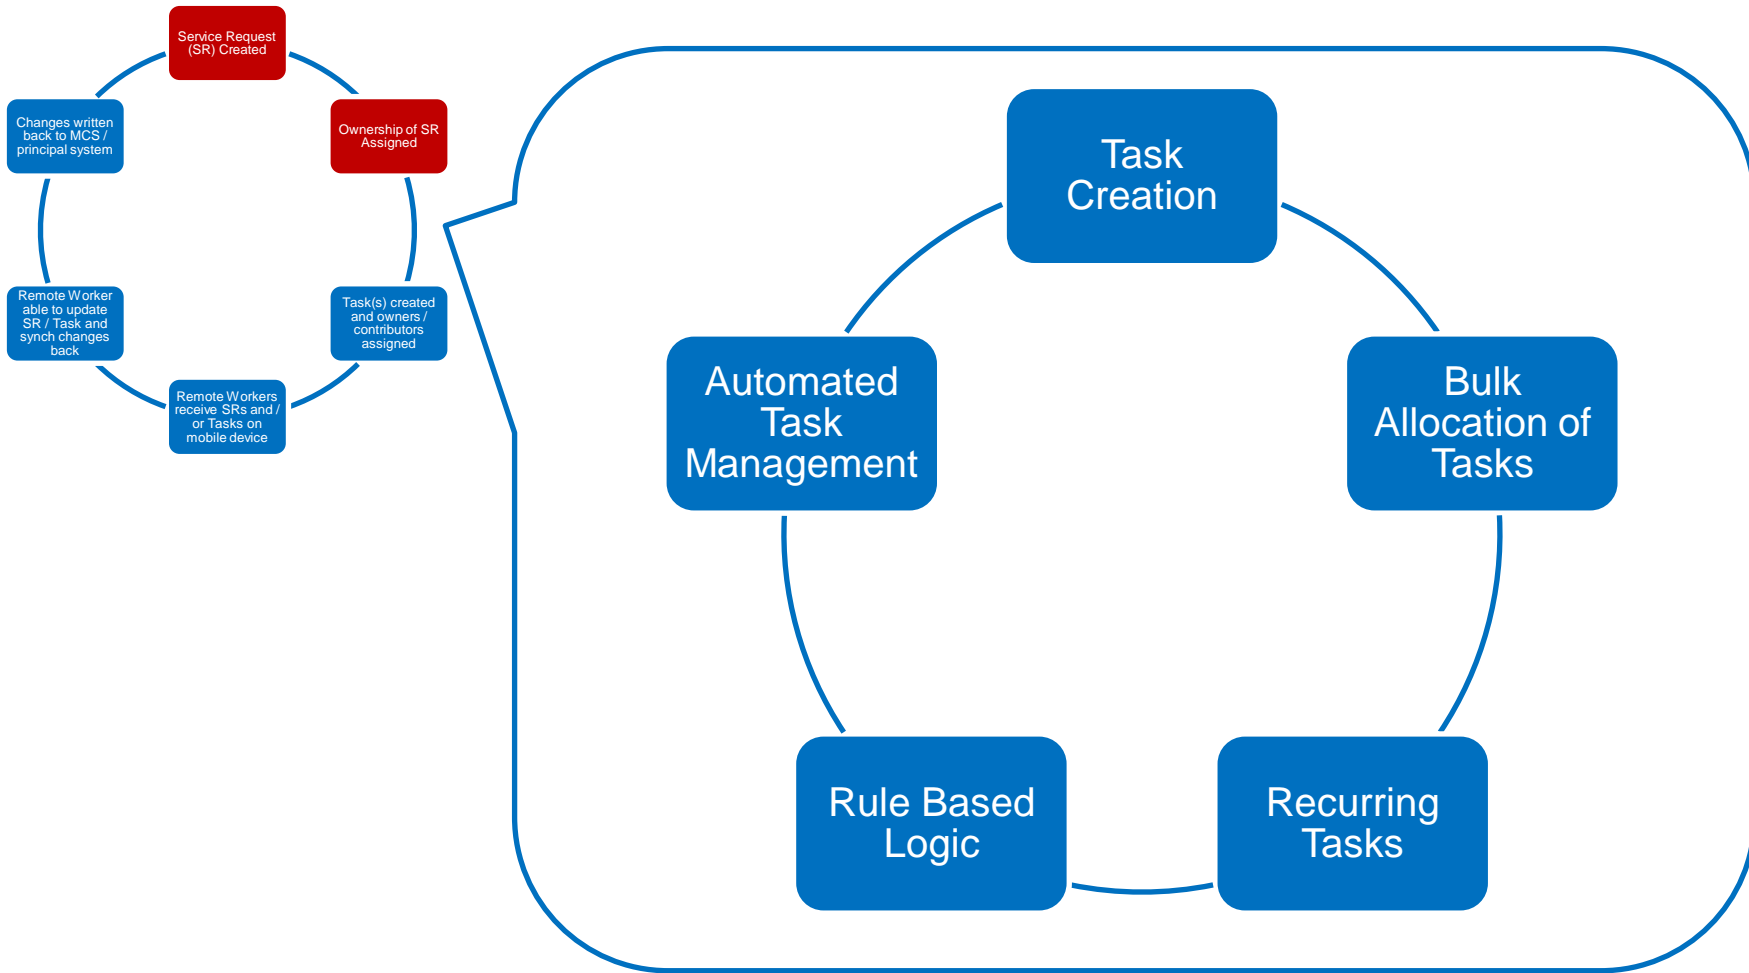 Service Request
(SR) Created
Ownership of SR
Assigned
Task(s) created
and owners /
contributors
assigned
Remote Workers
receive SRs and /
or Tasks on
mobile device
Remote Worker
able to update
SR / Task and
synch changes
back
Changes written
back to MCS /
principal system
Task
Creation
Bulk
Allocation of
Tasks
Recurring
Tasks
Rule Based
Logic
Automated
Task
Management